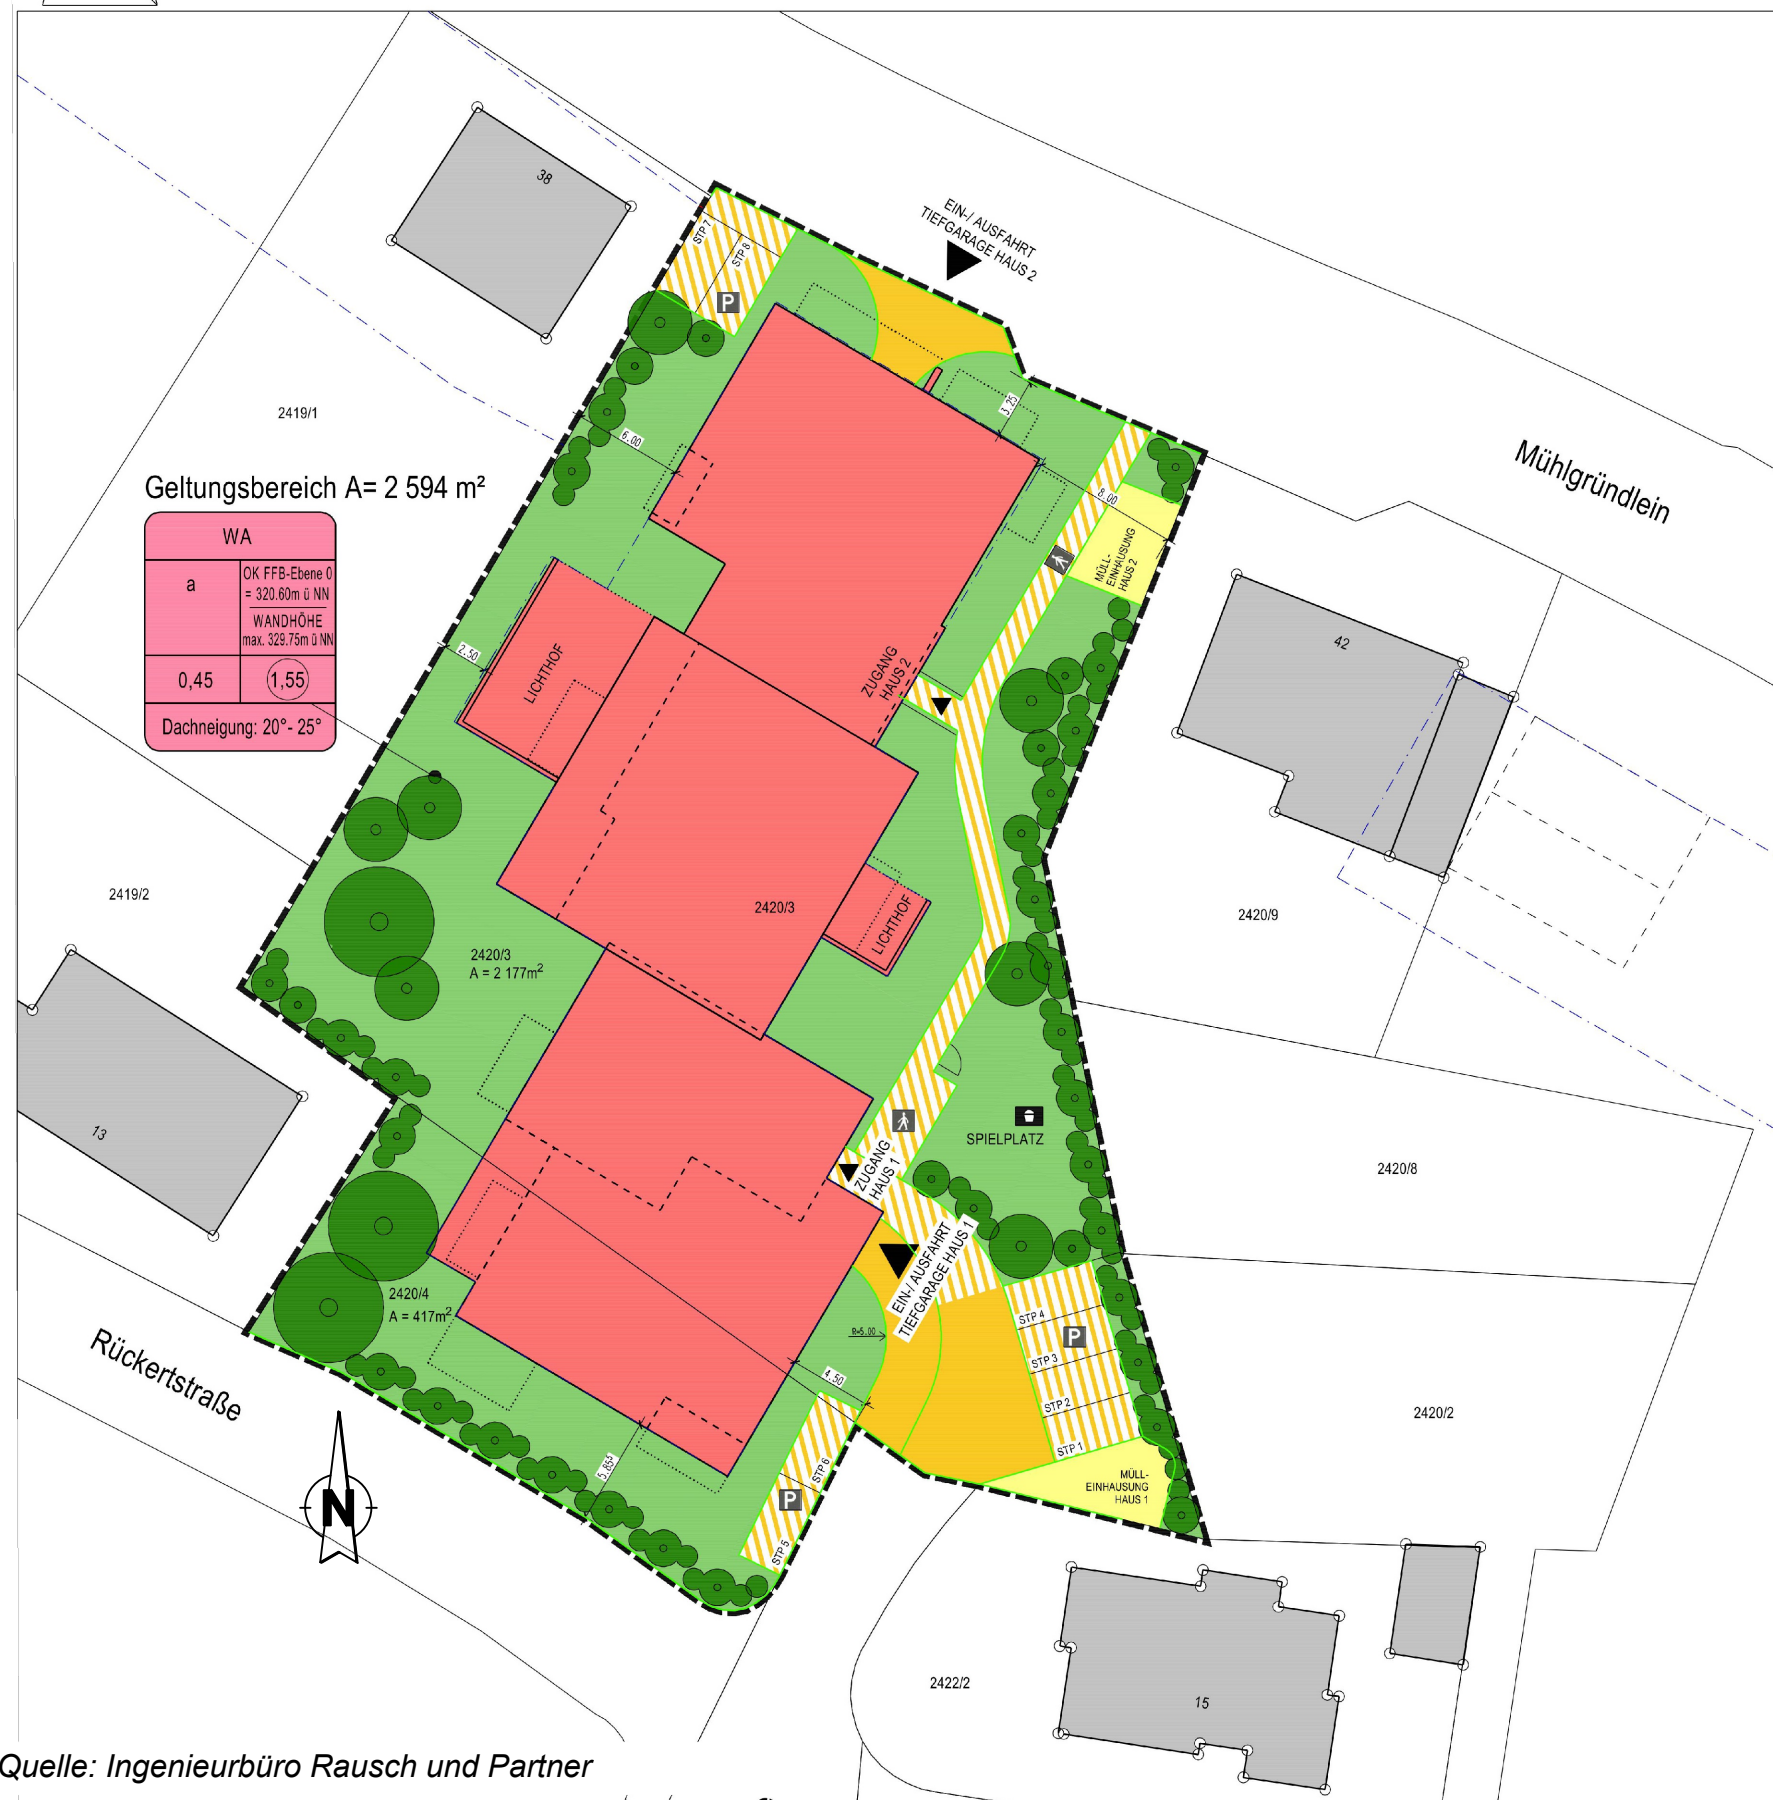 38
STP 7
STP 8
P
EIN-/ AUSFAHRT
TIEFGARAGE HAUS 2
3.25
6.00
2419/1
Mühlgründlein
Geltungsbereich A= 2 594 m²
WA
a
OK FFB-Ebene 0
= 320.60m ü NN
WANDHÖHE
max. 329.75m ü NN
0,45
1,55
Dachneigung: 20°- 25°
8.00
MÜLL-
EINHAUSUNG
HAUS 2
42
2.50
LICHTHOF
ZUGANG
HAUS 2
2419/2
2420/3
2420/9
LICHTHOF
2420/3
A = 2 177m²
13
SPIELPLATZ
ZUGANG
HAUS 1
2420/8
EIN-/ AUSFAHRT
TIEFGARAGE HAUS 1
2420/4
A = 417m²
R=5.00
STP 4
P
STP 3
STP 2
STP 1
4.50
Rückertstraße
2420/2
5.85⁵
STP 6
P
STP 5
MÜLL-
EINHAUSUNG
HAUS 1
N
2422/2
15
Quelle: Ingenieurbüro Rausch und Partner